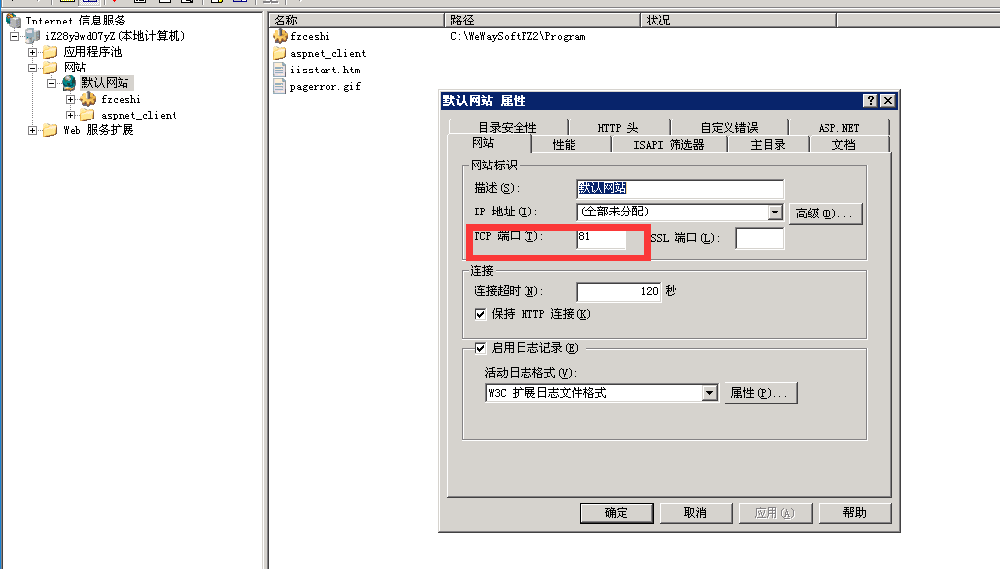 Internet 信息服务
iZ28y9wd07yZ(本地计算机)
应用程序池
网站
默认网站
fzceshi
aspnet_client
Web 服务扩展
名称 路径 状况
fzceshi C:\WeWaySoftFZ2\Program
aspnet_client
iisstart.htm
pagerror.gif
默认网站 属性
目录安全性 HTTP 头 自定义错误 ASP.NET
网站 性能 ISAPI 筛选器 主目录 文档
网站标识
描述(S): 默认网站
IP 地址(I): (全部未分配) 高级(D)...
TCP 端口(T): 81 SSL 端口(L):
连接
连接超时(N): 120 秒
保持 HTTP 连接(K)
启用日志记录(E)
活动日志格式(V):
W3C 扩展日志文件格式 属性(P)...
确定 取消 应用(A) 帮助